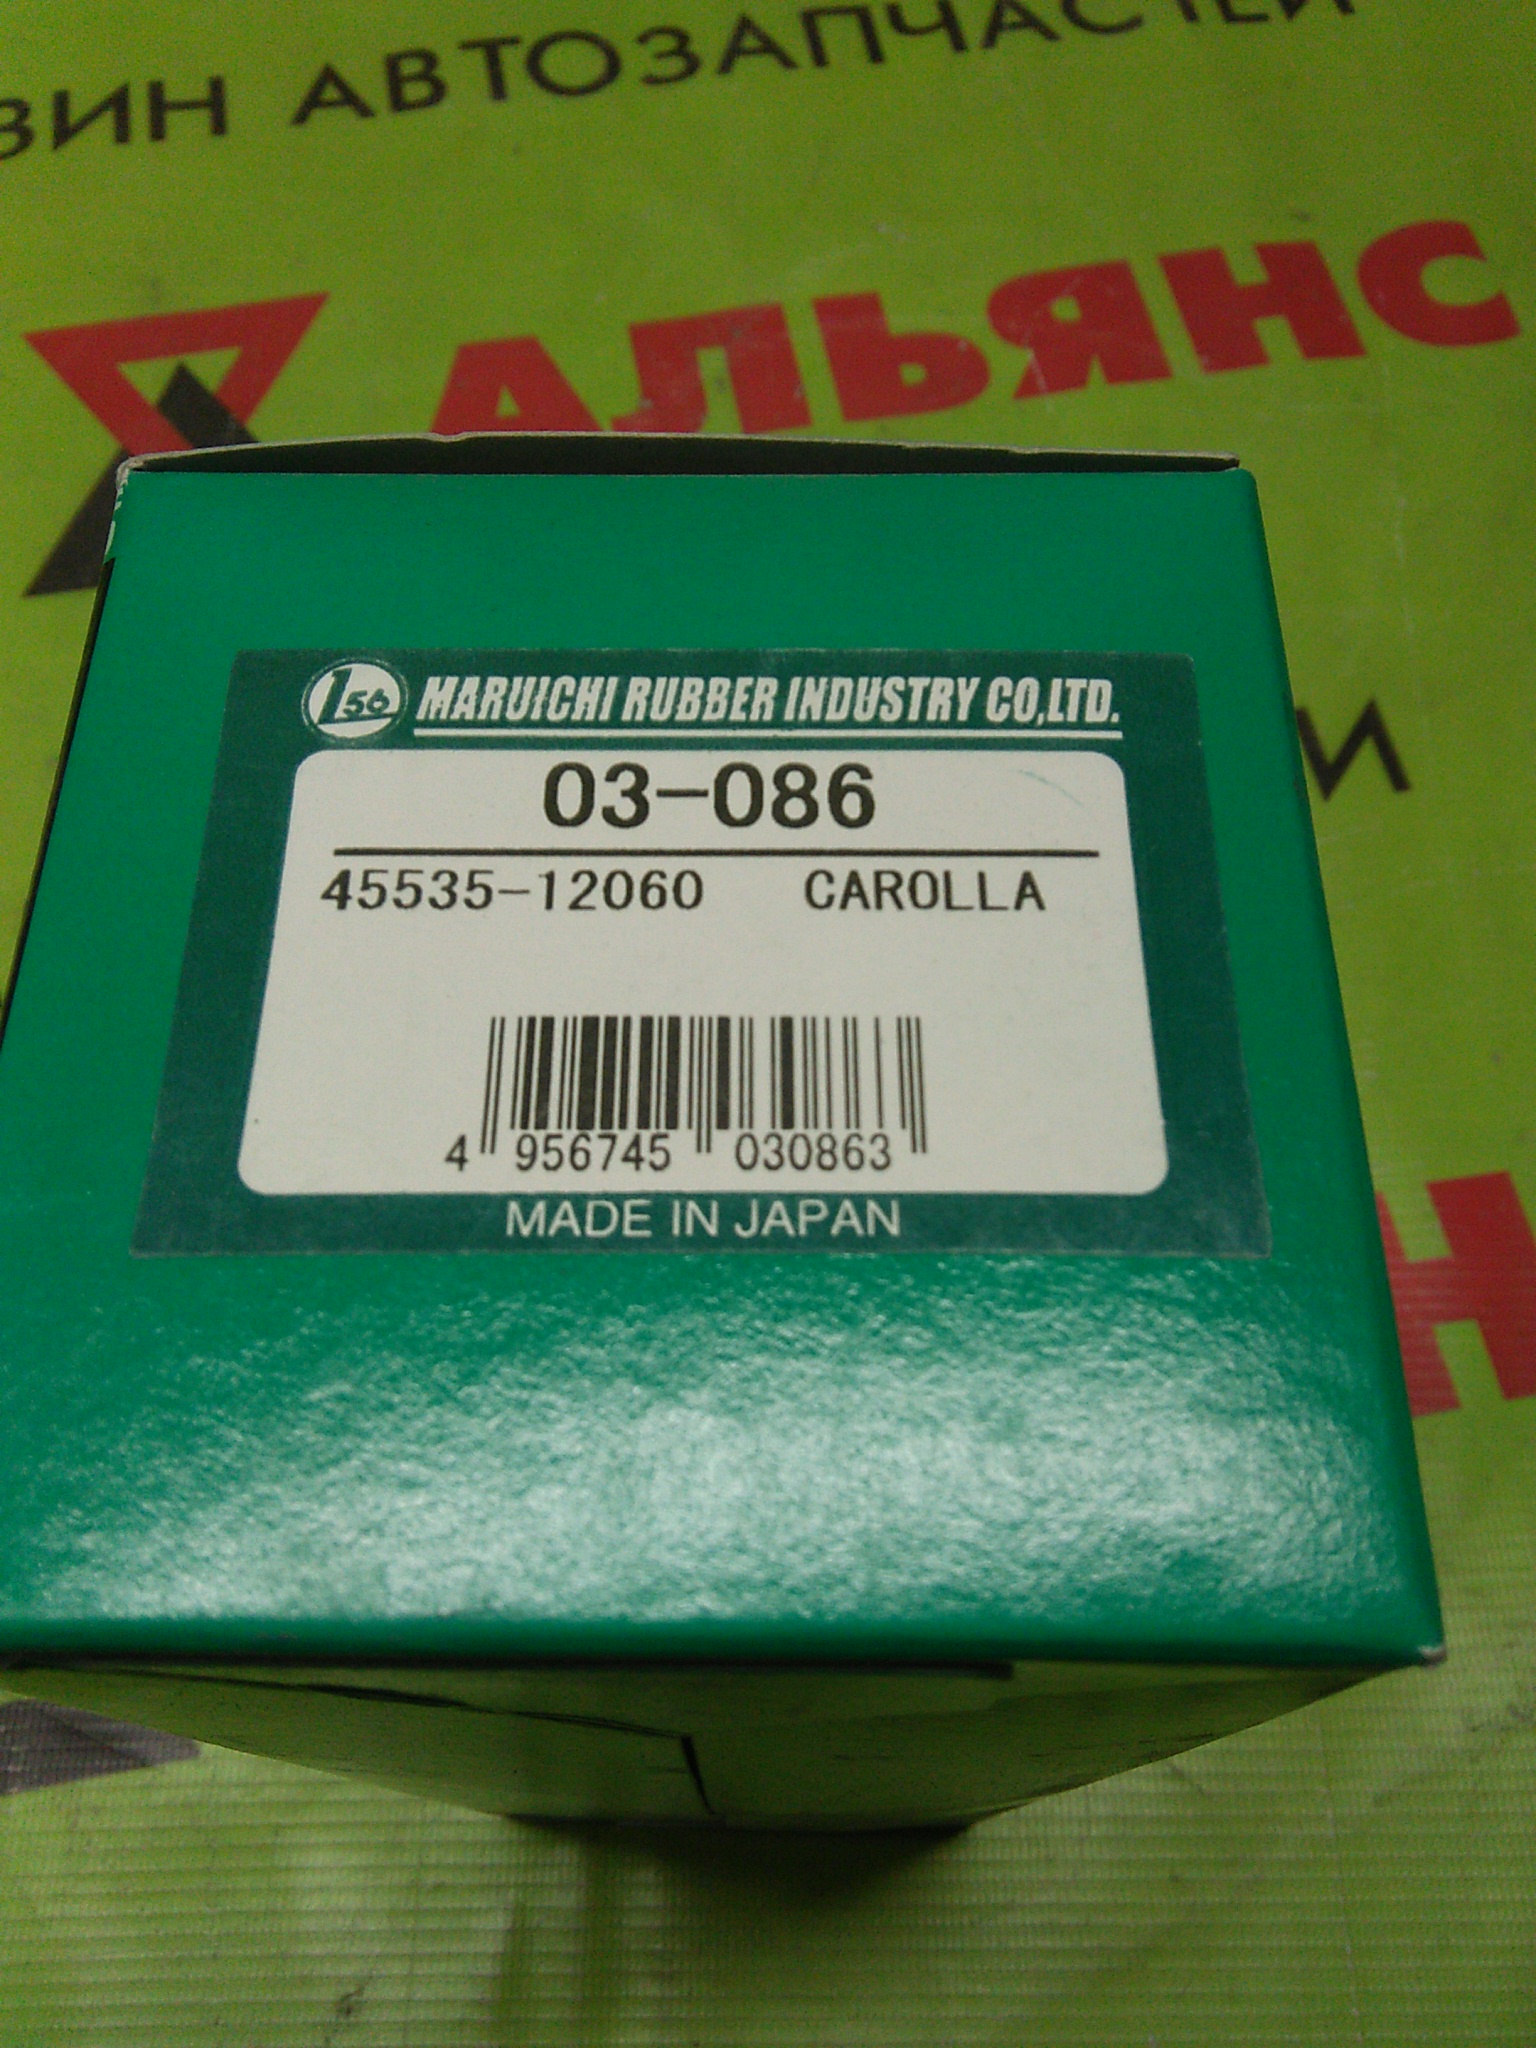 ЗИН АВТОЗАПЧАСТЕЙ
АЛЬЯНС
L56 MARUICHI RUBBER INDUSTRY CO,LTD.
03-086
45535-12060 CAROLLA
4 956745 030863
MADE IN JAPAN